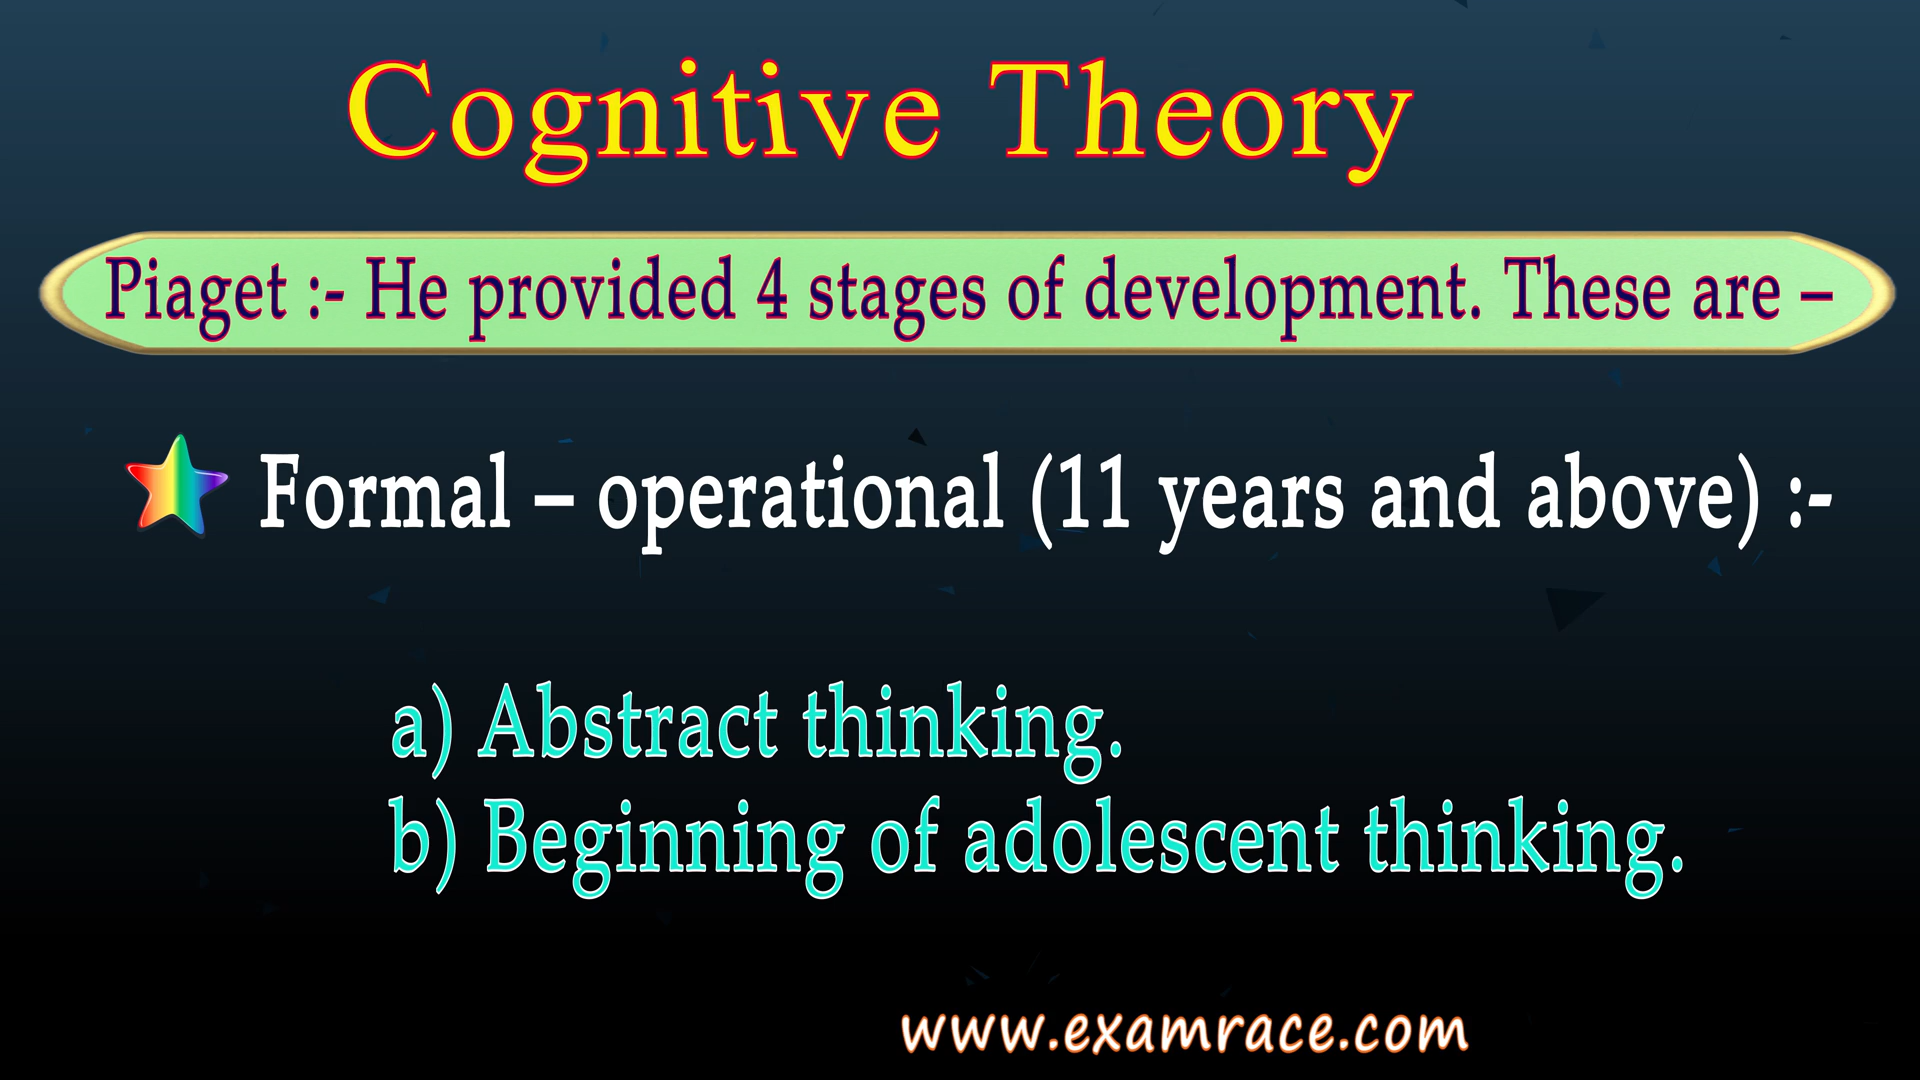 Cognitive Theory
Piaget :- He provided 4 stages of development. These are –
Formal – operational (11 years and above) :-
a) Abstract thinking.
b) Beginning of adolescent thinking.
www.examrace.com